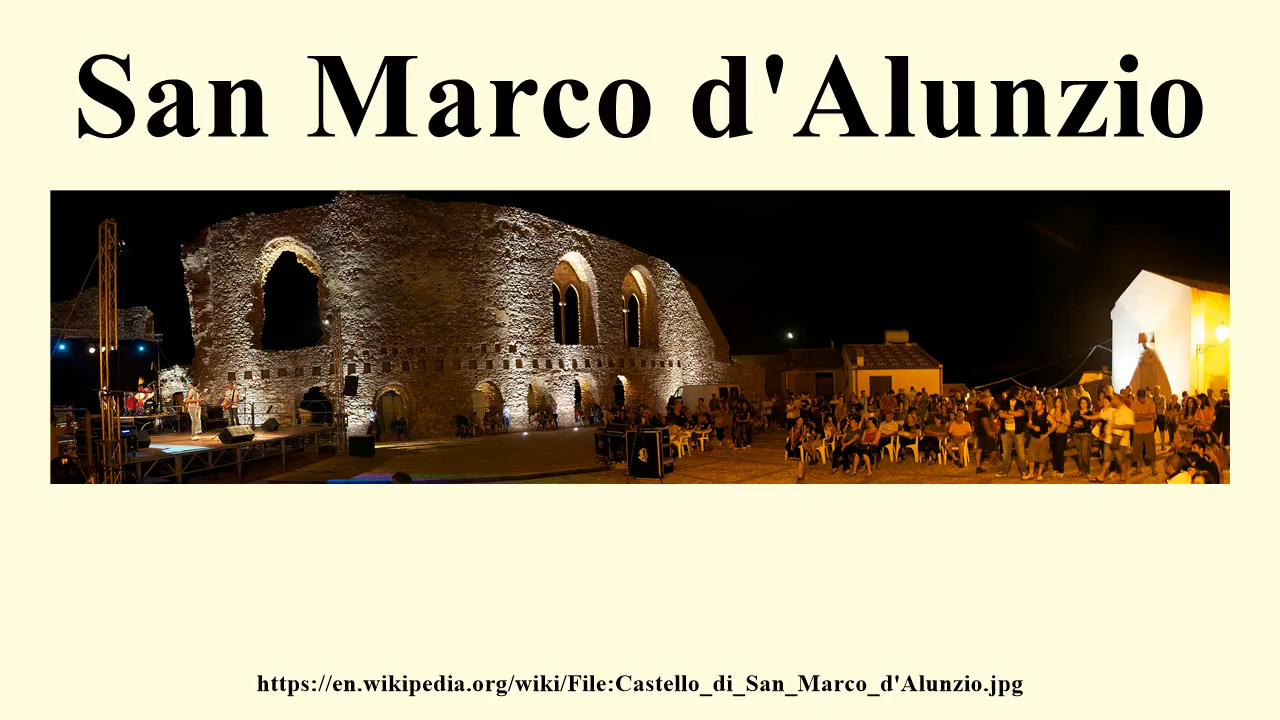 San Marco d'Alunzio
https://en.wikipedia.org/wiki/File:Castello_di_San_Marco_d'Alunzio.jpg